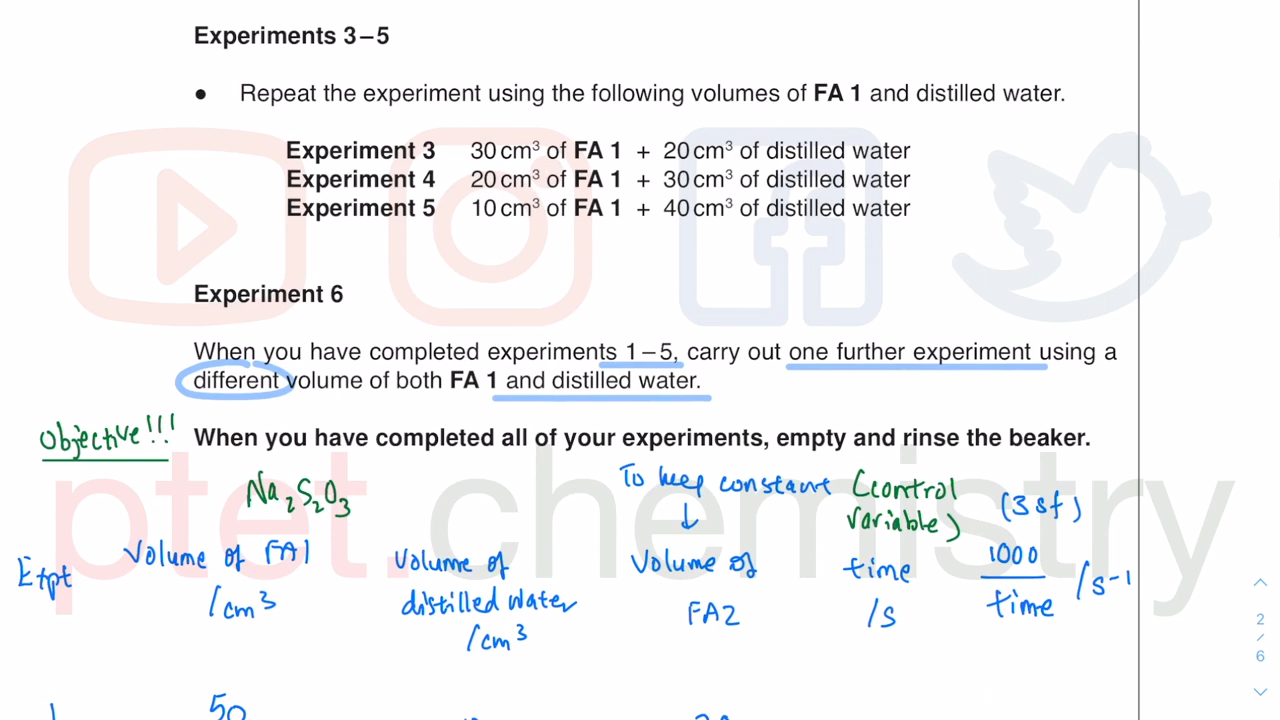 Experiments 3–5
● Repeat the experiment using the following volumes of FA 1 and distilled water.
Experiment 3 30 cm³ of FA 1 + 20 cm³ of distilled water
Experiment 4 20 cm³ of FA 1 + 30 cm³ of distilled water
Experiment 5 10 cm³ of FA 1 + 40 cm³ of distilled water
Experiment 6
When you have completed experiments 1–5, carry out one further experiment using a
different volume of both FA 1 and distilled water.
Objective!!!
When you have completed all of your experiments, empty and rinse the beaker.
ptet.chemistry
Na₂S₂O₃
To keep constant
(control
variable)
(3 sf)
Expt
Volume of FA1
/cm³
Volume of
distilled water
/cm³
Volume of
FA2
time
/s
1000
time
/s⁻¹
50
2
/
6